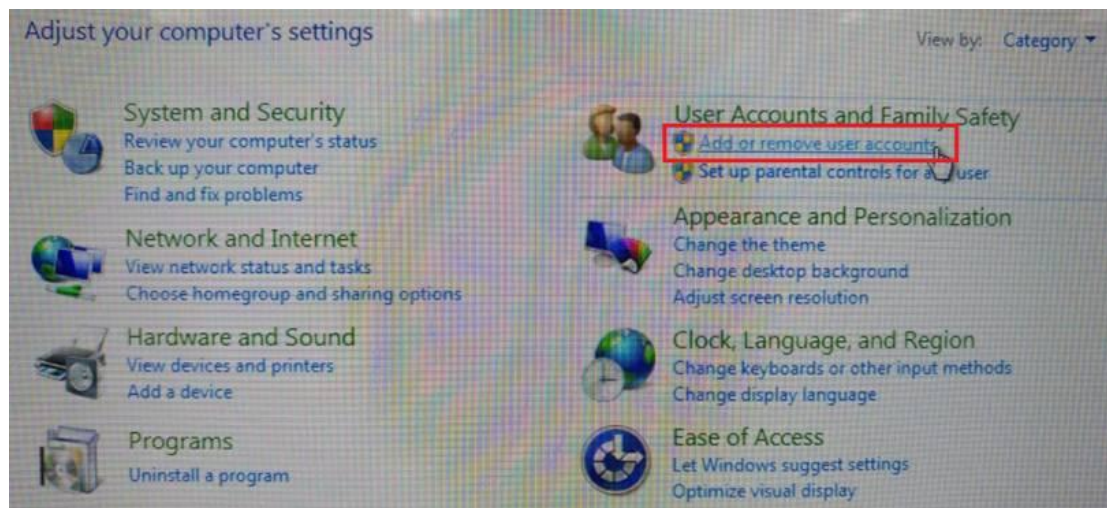 Adjust your computer's settings
View by: Category
System and Security
Review your computer's status
Back up your computer
Find and fix problems
Network and Internet
View network status and tasks
Choose homegroup and sharing options
Hardware and Sound
View devices and printers
Add a device
Programs
Uninstall a program
User Accounts and Family Safety
Add or remove user accounts
Set up parental controls for user
Appearance and Personalization
Change the theme
Change desktop background
Adjust screen resolution
Clock, Language, and Region
Change keyboards or other input methods
Change display language
Ease of Access
Let Windows suggest settings
Optimize visual display